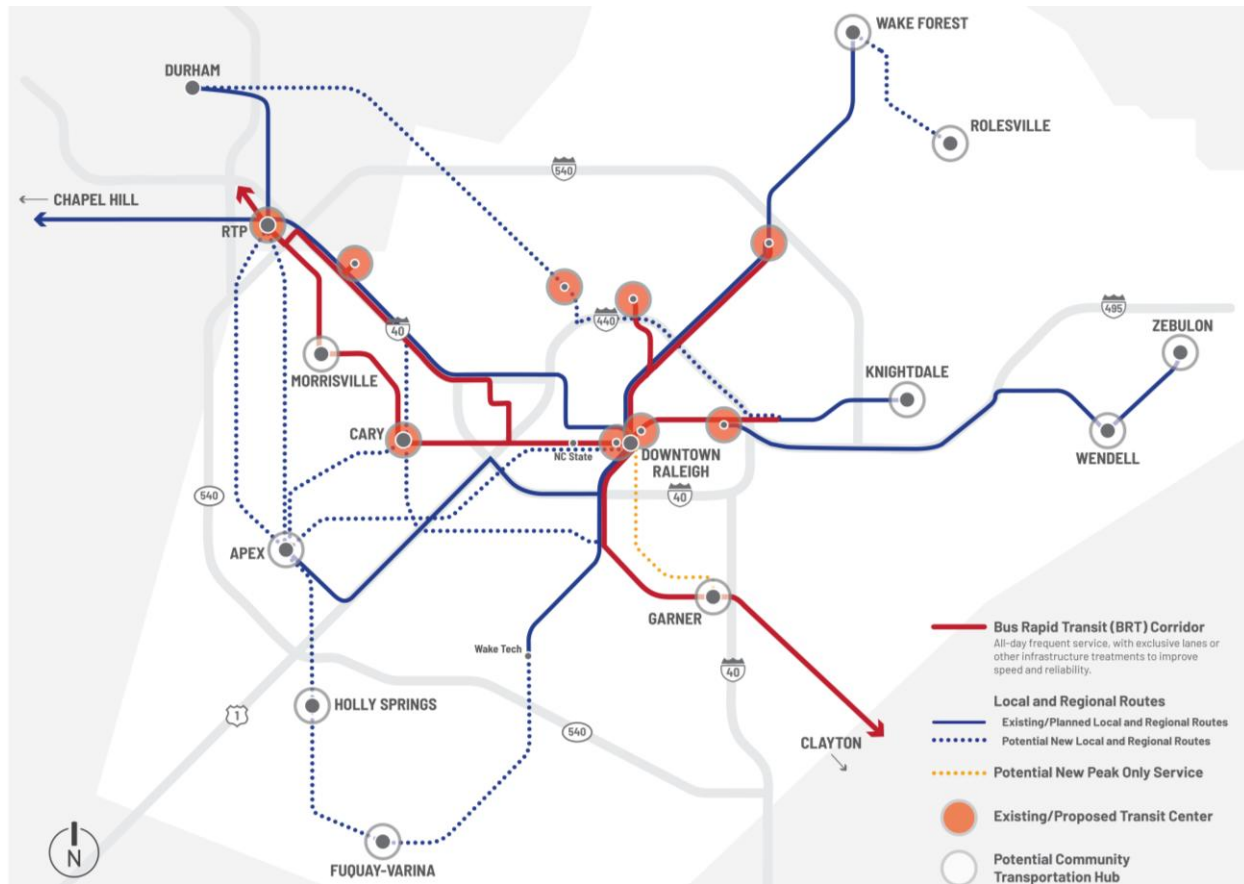 WAKE FOREST
DURHAM
ROLESVILLE
540
CHAPEL HILL
RTP
495
440
40
ZEBULON
MORRISVILLE
KNIGHTDALE
CARY
NC State
DOWNTOWN
RALEIGH
WENDELL
540
40
APEX
GARNER
Wake Tech
40
HOLLY SPRINGS
1
540
CLAYTON
FUQUAY-VARINA
N
Bus Rapid Transit (BRT) Corridor
All-day frequent service, with exclusive lanes or
other infrastructure treatments to improve
speed and reliability.
Local and Regional Routes
Existing/Planned Local and Regional Routes
Potential New Local and Regional Routes
Potential New Peak Only Service
Existing/Proposed Transit Center
Potential Community
Transportation Hub